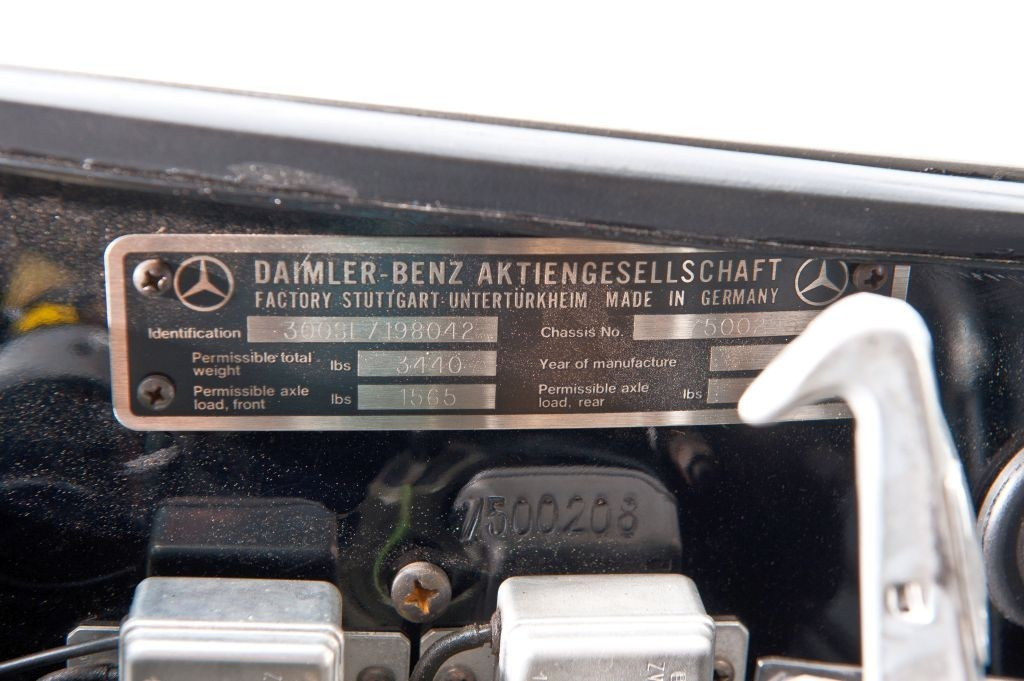 DAIMLER-BENZ AKTIENGESELLSCHAFT
FACTORY STUTTGART-UNTERTÜRKHEIM MADE IN GERMANY
Identification 300SL/198042 Chassis No.
Permissible total weight lbs 3440 Year of manufacture
Permissible axle load, front lbs 1565 Permissible axle load, rear lbs
7500208